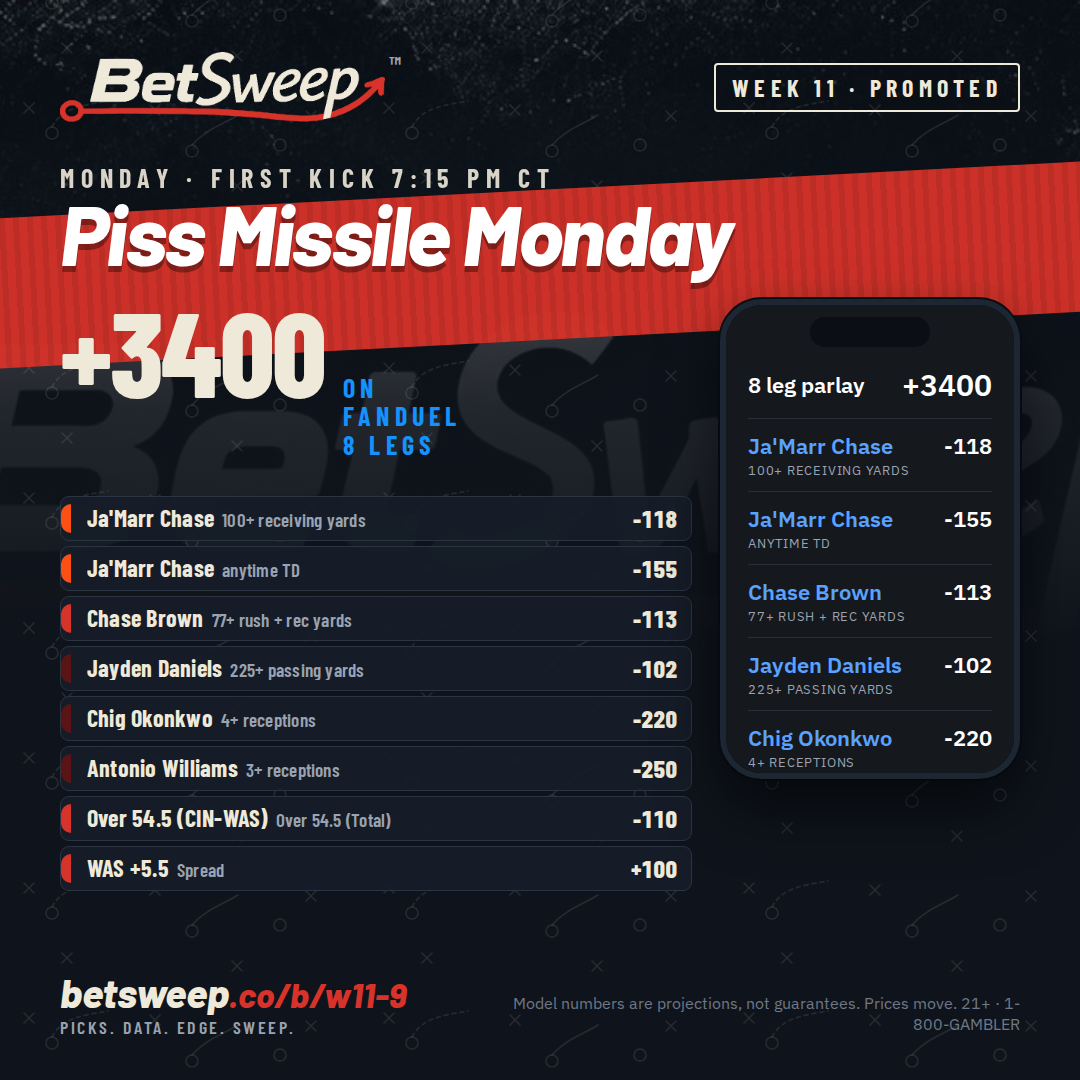 BetSweep™
WEEK 11 · PROMOTED
MONDAY · FIRST KICK 7:15 PM CT
Piss Missile Monday
+3400
ON
FANDUEL
8 LEGS
Ja'Marr Chase 100+ receiving yards -118
Ja'Marr Chase anytime TD -155
Chase Brown 77+ rush + rec yards -113
Jayden Daniels 225+ passing yards -102
Chig Okonkwo 4+ receptions -220
Antonio Williams 3+ receptions -250
Over 54.5 (CIN-WAS) Over 54.5 (Total) -110
WAS +5.5 Spread +100
8 leg parlay +3400
Ja'Marr Chase -118
100+ RECEIVING YARDS
Ja'Marr Chase -155
ANYTIME TD
Chase Brown -113
77+ RUSH + REC YARDS
Jayden Daniels -102
225+ PASSING YARDS
Chig Okonkwo -220
4+ RECEPTIONS
betsweep.co/b/w11-9
PICKS. DATA. EDGE. SWEEP.
Model numbers are projections, not guarantees. Prices move. 21+ · 1-
800-GAMBLER